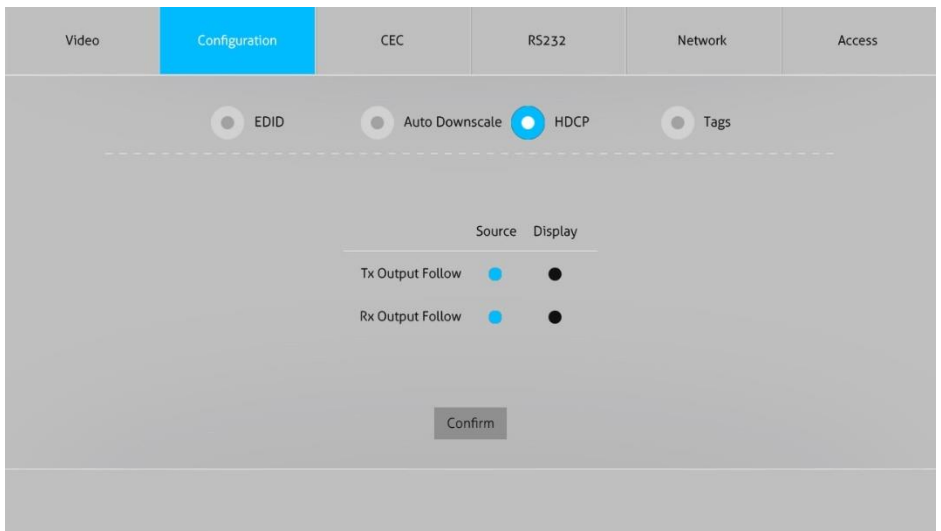 Video Configuration CEC RS232 Network Access
EDID Auto Downscale HDCP Tags
Source Display
Tx Output Follow
Rx Output Follow
Confirm